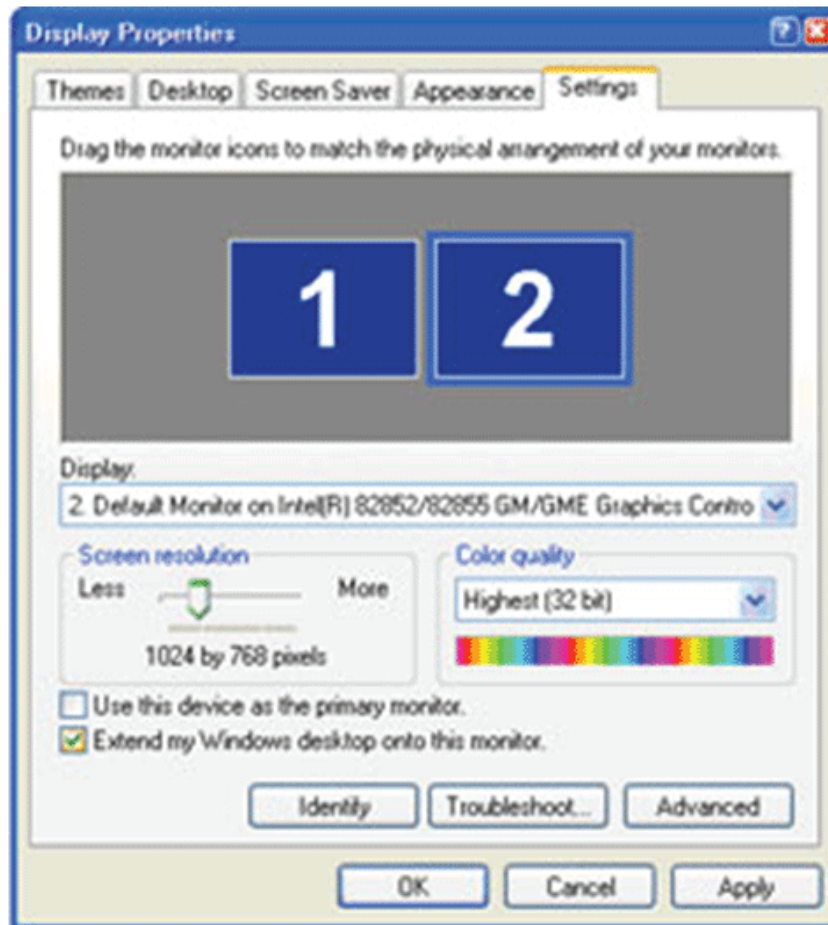 Display Properties
Themes Desktop Screen Saver Appearance Settings
Drag the monitor icons to match the physical arrangement of your monitors.
1 2
Display:
2. Default Monitor on Intel(R) 82852/82855 GM/GME Graphics Contro
Screen resolution
Less More
1024 by 768 pixels
Color quality
Highest (32 bit)
Use this device as the primary monitor.
Extend my Windows desktop onto this monitor.
Identify Troubleshoot... Advanced
OK Cancel Apply